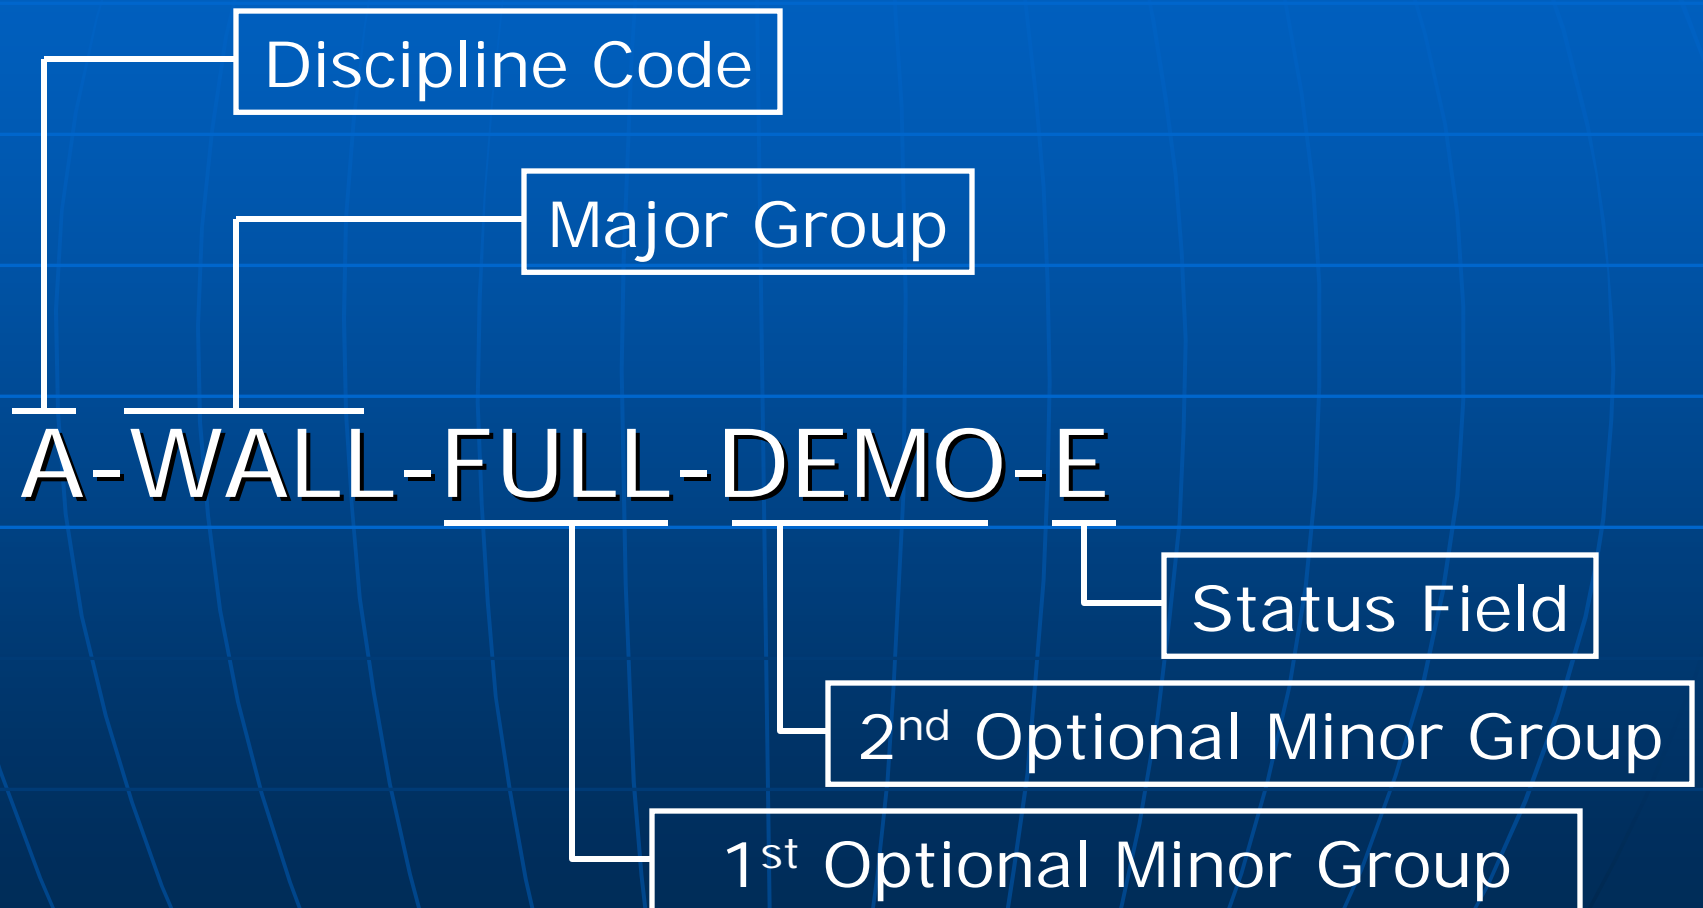 Discipline Code
Major Group
A-WALL-FULL-DEMO-E
Status Field
2nd Optional Minor Group
1st Optional Minor Group